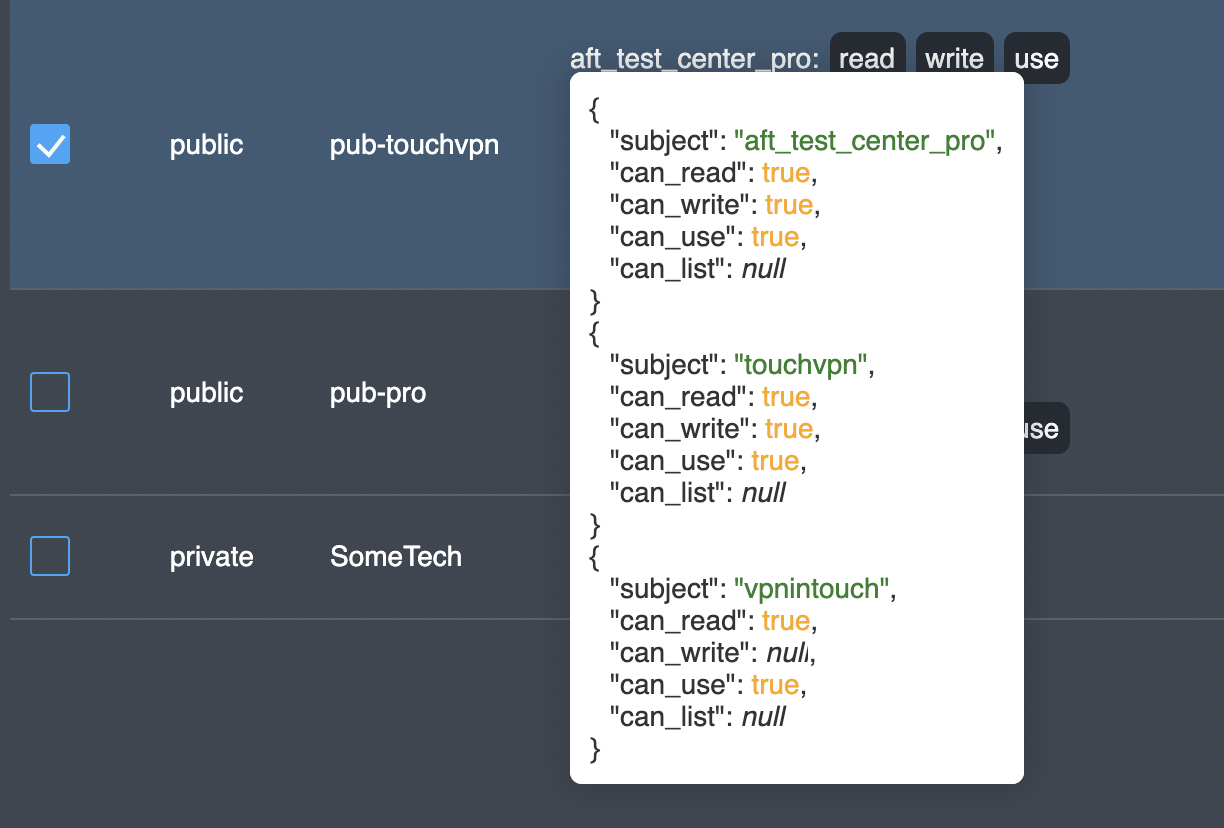 aft_test_center_pro: read write use
public pub-touchvpn
{
"subject": "aft_test_center_pro",
"can_read": true,
"can_write": true,
"can_use": true,
"can_list": null
}
{
"subject": "touchvpn",
"can_read": true,
"can_write": true,
"can_use": true,
"can_list": null
}
{
"subject": "vpnintouch",
"can_read": true,
"can_write": null,
"can_use": true,
"can_list": null
}
public pub-pro
use
private SomeTech